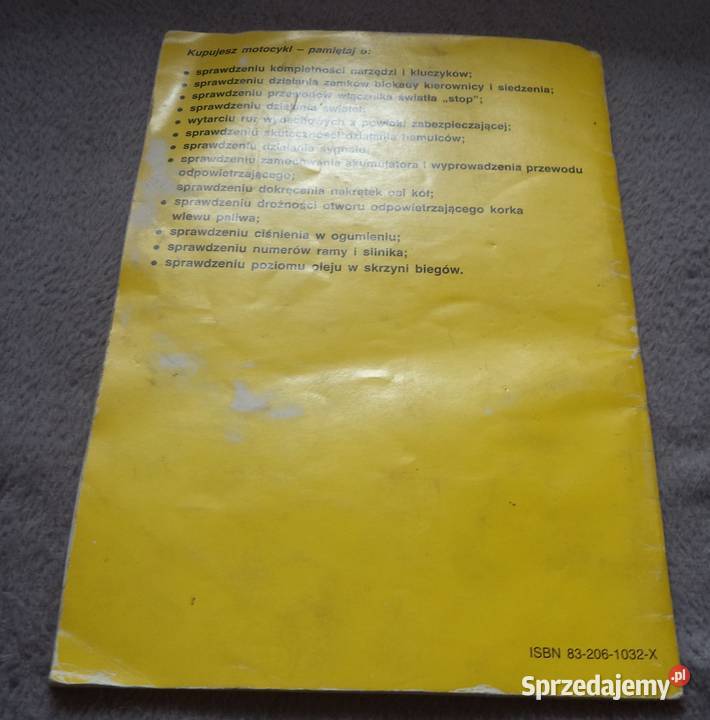 Kupujesz motocykl – pamiętaj o:
• sprawdzeniu kompletności narzędzi i kluczyków;
• sprawdzeniu działania zamków blokady kierownicy i siedzenia;
• sprawdzeniu przewodów włącznika światła „stop";
• sprawdzeniu działania świateł;
• wytarciu rur wydechowych z powłoki zabezpieczającej;
• sprawdzeniu skuteczności działania hamulców;
• sprawdzeniu działania sygnału;
• sprawdzeniu zamocowania akumulatora i wyprowadzenia przewodu
odpowietrzającego;
sprawdzeniu dokręcenia nakrętek osi kół;
• sprawdzeniu drożności otworu odpowietrzającego korka
wlewu paliwa;
• sprawdzeniu ciśnienia w ogumieniu;
• sprawdzeniu numerów ramy i silnika;
• sprawdzeniu poziomu oleju w skrzyni biegów.
ISBN 83-206-1032-X
Sprzedajemy.pl